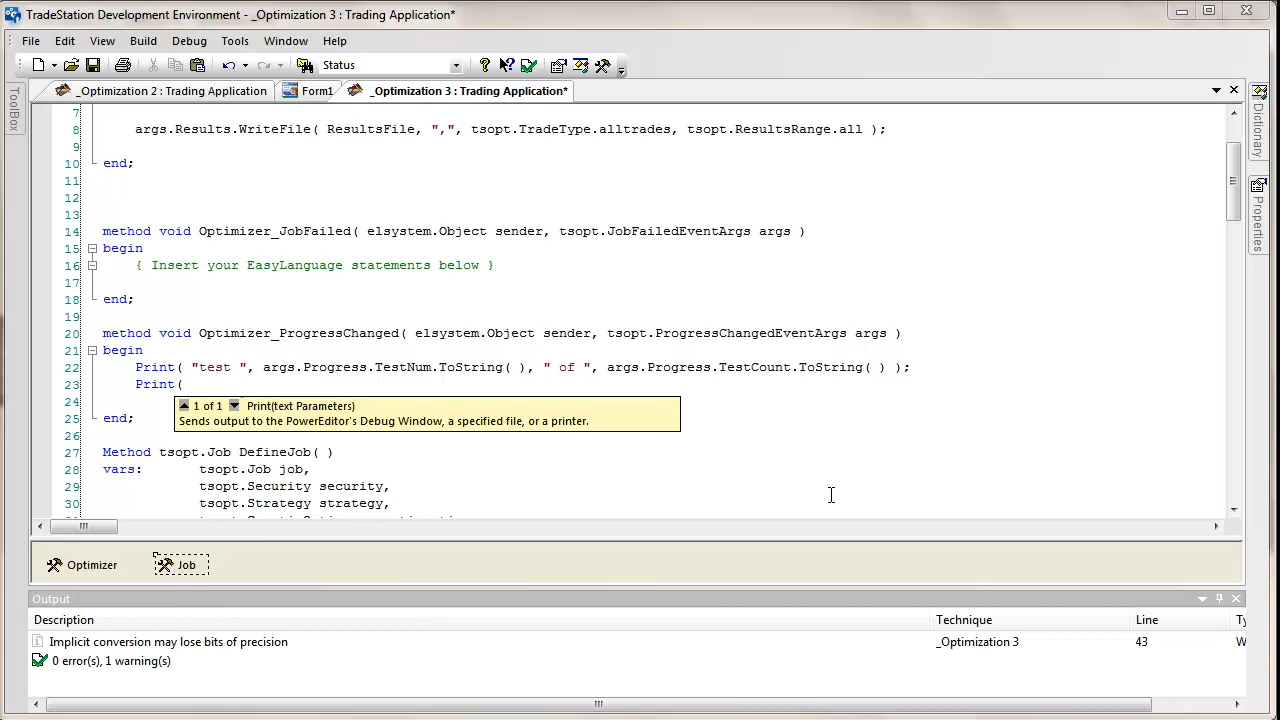 TradeStation Development Environment - _Optimization 3 : Trading Application*
File Edit View Build Debug Tools Window Help
Status
_Optimization 2 : Trading Application Form1 _Optimization 3 : Trading Application*
ToolBox
Dictionary
Properties
7
8 args.Results.WriteFile( ResultsFile, ",", tsopt.TradeType.alltrades, tsopt.ResultsRange.all );
9
10 end;
11
12
13
14 method void Optimizer_JobFailed( elsystem.Object sender, tsopt.JobFailedEventArgs args )
15 begin
16 { Insert your EasyLanguage statements below }
17
18 end;
19
20 method void Optimizer_ProgressChanged( elsystem.Object sender, tsopt.ProgressChangedEventArgs args )
21 begin
22 Print( "test ", args.Progress.TestNum.ToString( ), " of ", args.Progress.TestCount.ToString( ) );
23 Print(
24 1 of 1 Print(text Parameters)
Sends output to the PowerEditor's Debug Window, a specified file, or a printer.
25 end;
26
27 Method tsopt.Job DefineJob( )
28 vars: tsopt.Job job,
29 tsopt.Security security,
30 tsopt.Strategy strategy,
Optimizer Job
Output
Description Technique Line Ty
Implicit conversion may lose bits of precision _Optimization 3 43 W
0 error(s), 1 warning(s)